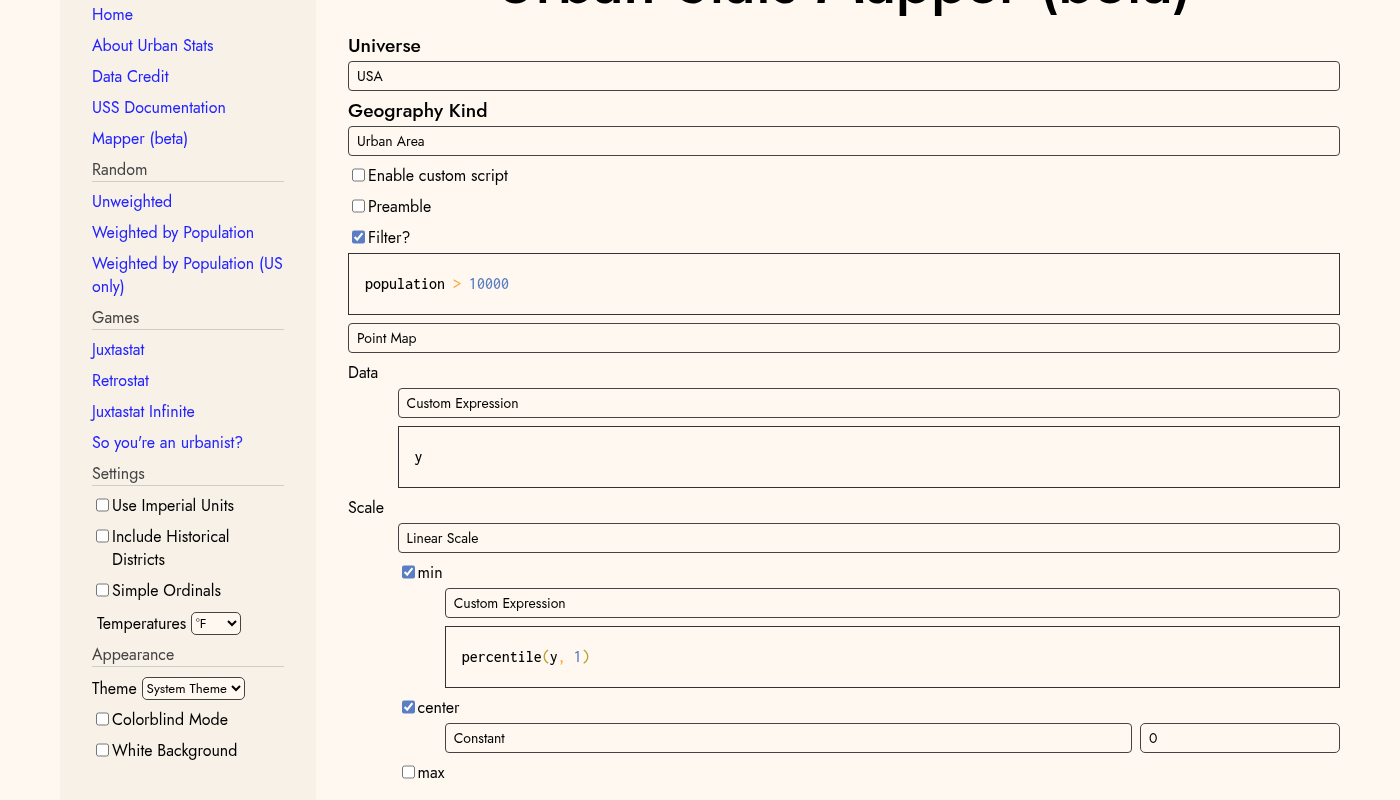 Urban Stats Mapper (beta)
Home
About Urban Stats
Data Credit
USS Documentation
Mapper (beta)
Random
Unweighted
Weighted by Population
Weighted by Population (US
only)
Games
Juxtastat
Retrostat
Juxtastat Infinite
So you're an urbanist?
Settings
Use Imperial Units
Include Historical
Districts
Simple Ordinals
Temperatures °F
Appearance
Theme System Theme
Colorblind Mode
White Background
Universe
USA
Geography Kind
Urban Area
Enable custom script
Preamble
Filter?
population > 10000
Point Map
Data
Custom Expression
y
Scale
Linear Scale
min
Custom Expression
percentile(y, 1)
center
Constant 0
max